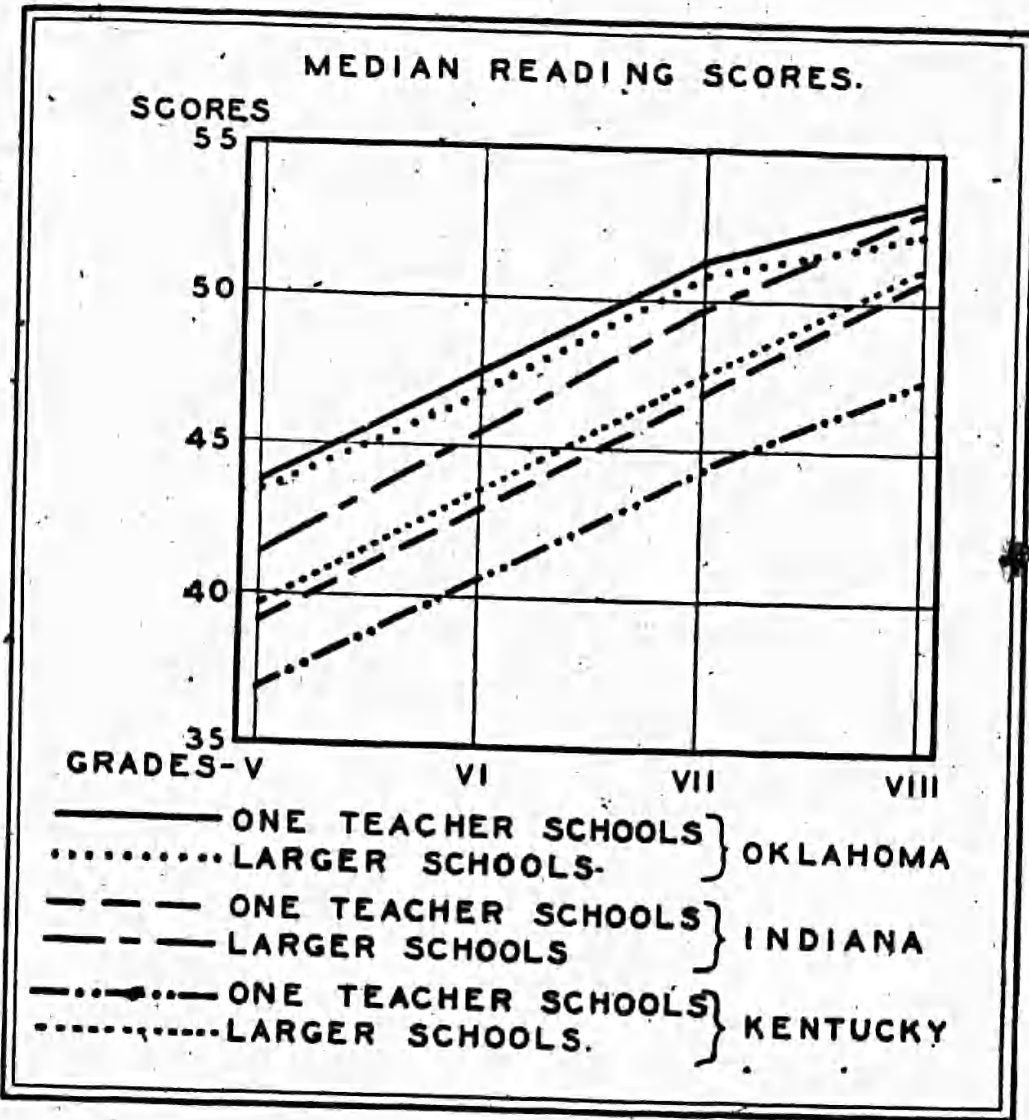 MEDIAN READING SCORES.
SCORES
55
50
45
40
35
GRADES-V VI VII VIII
ONE TEACHER SCHOOLS
LARGER SCHOOLS-
OKLAHOMA
ONE TEACHER SCHOOLS
LARGER SCHOOLS
INDIANA
ONE TEACHER SCHOOLS
LARGER SCHOOLS.
KENTUCKY